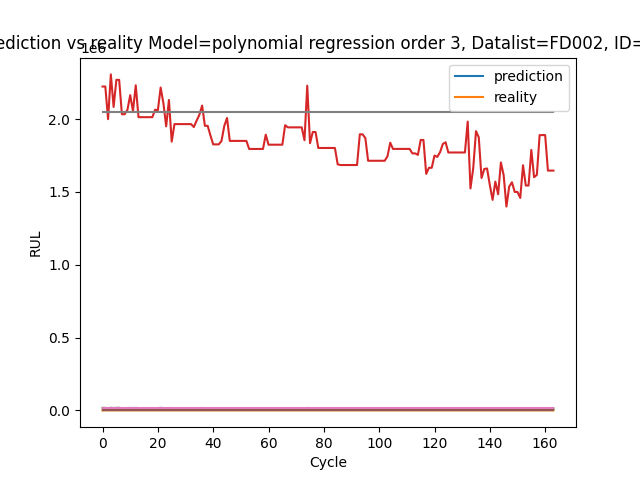 ediction vs reality Model=polynomial regression order 3, Datalist=FD002, ID=
1e6
prediction
reality
2.0
1.5
1.0
0.5
0.0
RUL
0 20 40 60 80 100 120 140 160
Cycle